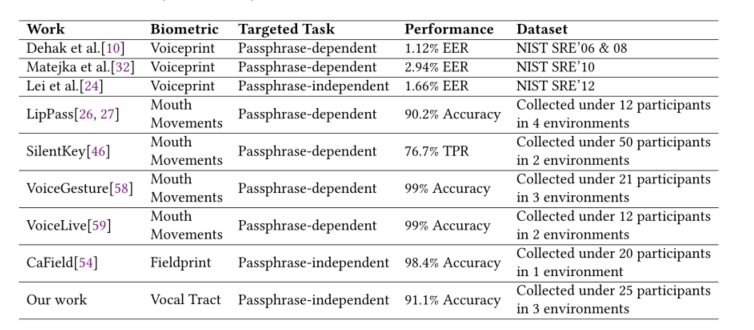 Work Biometric Targeted Task Performance Dataset
Dehak et al.[10] Voiceprint Passphrase-dependent 1.12% EER NIST SRE'06 & 08
Matejka et al.[32] Voiceprint Passphrase-dependent 2.94% EER NIST SRE'10
Lei et al.[24] Voiceprint Passphrase-independent 1.66% EER NIST SRE'12
LipPass[26, 27] Mouth Movements Passphrase-dependent 90.2% Accuracy Collected under 12 participants in 4 environments
SilentKey[46] Mouth Movements Passphrase-dependent 76.7% TPR Collected under 50 participants in 2 environments
VoiceGesture[58] Mouth Movements Passphrase-dependent 99% Accuracy Collected under 21 participants in 3 environments
VoiceLive[59] Mouth Movements Passphrase-dependent 99% Accuracy Collected under 12 participants in 2 environments
CaField[54] Fieldprint Passphrase-independent 98.4% Accuracy Collected under 20 participants in 1 environment
Our work Vocal Tract Passphrase-independent 91.1% Accuracy Collected under 25 participants in 3 environments